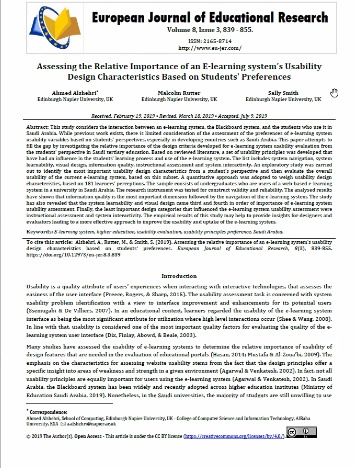 European Journal of Educational Research
Volume 8, Issue 3, 839 - 855.
ISSN: 2165-8714
http://www.eu-jer.com/
Assessing the Relative Importance of an E-learning system's Usability
Design Characteristics Based on Students' Preferences
Ahmed Alshehri* Malcolm Rutter Sally Smith
Edinburgh Napier University, UK Edinburgh Napier University, UK Edinburgh Napier University, UK
Received: February 15, 2019 ▪ Revised: March 18, 2019 ▪ Accepted: July 5, 2019
Abstract: This study considers the interaction between an e-learning system, the Blackboard system, and the students who use it in
Saudi Arabia. While previous work exists, there is limited consideration of the assessment of the preferences of e-learning system
usability variables based on students' perspectives, especially in developing countries such as Saudi Arabia. This paper attempts to
fill the gap by investigating the relative importance of the design criteria developed for e-learning system usability evaluation from
the students' perspective in Saudi tertiary education. Based on reviewed literature, a set of usability principles was developed that
have had an influence in the students' learning process and use of the e-learning system. The list includes system navigation, system
learnability, visual design, information quality, instructional assessment and system interactivity. An exploratory study was carried
out to identify the most important usability design characteristics from a student's perspective and then evaluate the overall
usability of the current e-learning system, based on this subset. A quantitative approach was adopted to weigh usability design
characteristics, based on 181 learners' perceptions. The sample consists of undergraduates who are users of a web-based e-learning
system in a university in Saudi Arabia. The research instrument was tested for construct validity and reliability. The analysed results
have shown that information quality is the most important dimension followed by the navigation of the e-learning system. The study
has also revealed that the system learnability and visual design came third and fourth in order of importance of e-learning system
usability assessment. Finally, the least important design categories that influenced the e-learning system usability assessment were
instructional assessment and system interactivity. The empirical results of this study may help to provide insights for designers and
evaluators leading to a more effective approach to improve the usability and uptake of the e-learning system.
Keywords: E-learning system, higher education, usability evaluation, usability principles preference, Saudi Arabia.
To cite this article: Alshehri, A., Rutter, M., & Smith, S. (2019). Assessing the relative importance of an e-learning system's usability
design characteristics based on students' preferences. European Journal of Educational Research, 8(3), 839-855.
http://doi.org/10.12973/eu-jer.8.3.839
Introduction
Usability is a quality attribute of users' experiences when interacting with interactive technologies, that assesses the
easiness of the user interface (Preece, Rogers, & Sharp, 2015). The usability assessment task is concerned with system
usability problem identification with a view to interface improvement and enhancements for its potential users
(Ssemugabi & De Villiers, 2007). In an educational context, learners regarded the usability of the e-learning system
interface as being the most significant attribute for utilization where high level interactions occur (Shee & Wang, 2008).
In line with that, usability is considered one of the most important quality factors for evaluating the quality of the e-
learning system user interface (Dix, Finlay, Abowd, & Beale, 2003).
Many studies have assessed the usability of e-learning systems to determine the relative importance of usability of
design features that are needed in the evaluation of educational portals (Hasan, 2014; Mustafa & Al-Zoua'bi, 2009). The
emphasis on the characteristics for assessing website usability stems from the fact that the design principles offer a
specific insight into areas of weakness and strength in a given environment (Agarwal & Venkatesh, 2002). In fact, not all
usability principles are equally important for users using the e-learning system (Agarwal & Venkatesh, 2002). In Saudi
Arabia, the Blackboard system has been widely and recently adopted across higher education institutions (Ministry of
Education Saudi Arabia, 2019). Nonetheless, in the Saudi universities, the majority of students are still unwilling to use
* Correspondence:
Ahmed Alshehri, School of Computing, Edinburgh Napier University, UK - College of Computer Science and Information Technology, Al Baha
University, KSA
© 2019 The Author(s). Open Access - This article is under the CC BY license (https://creativecommons.org/licenses/by/4.0/).